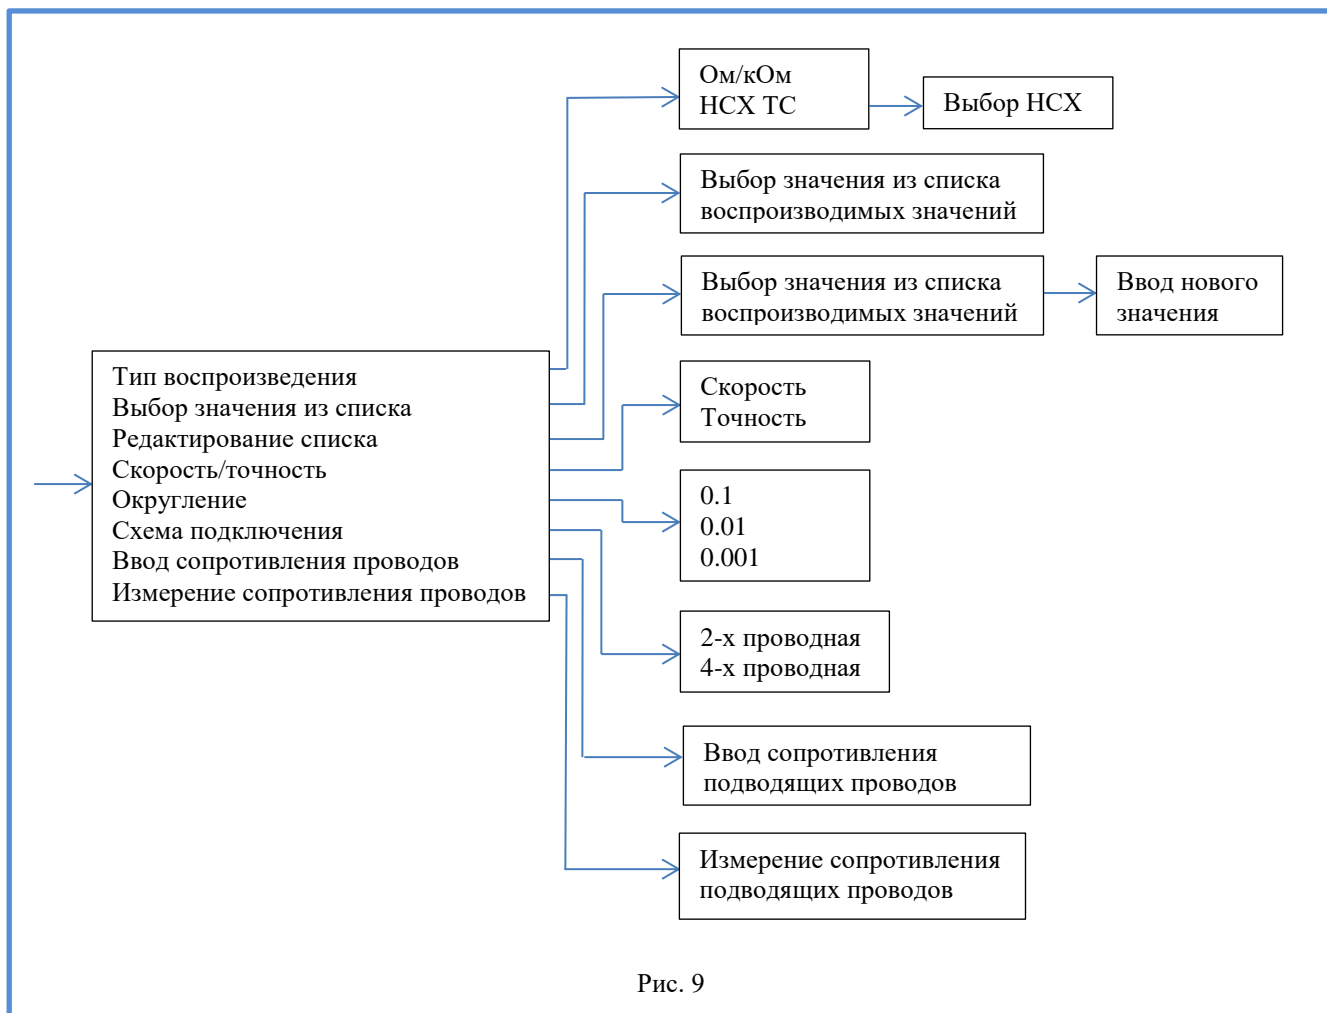 Ом/кОм
НСХ ТС
Выбор НСХ
Выбор значения из списка
воспроизводимых значений
Выбор значения из списка
воспроизводимых значений
Ввод нового
значения
Тип воспроизведения
Выбор значения из списка
Редактирование списка
Скорость/точность
Округление
Схема подключения
Ввод сопротивления проводов
Измерение сопротивления проводов
Скорость
Точность
0.1
0.01
0.001
2-х проводная
4-х проводная
Ввод сопротивления
подводящих проводов
Измерение сопротивления
подводящих проводов
Рис. 9